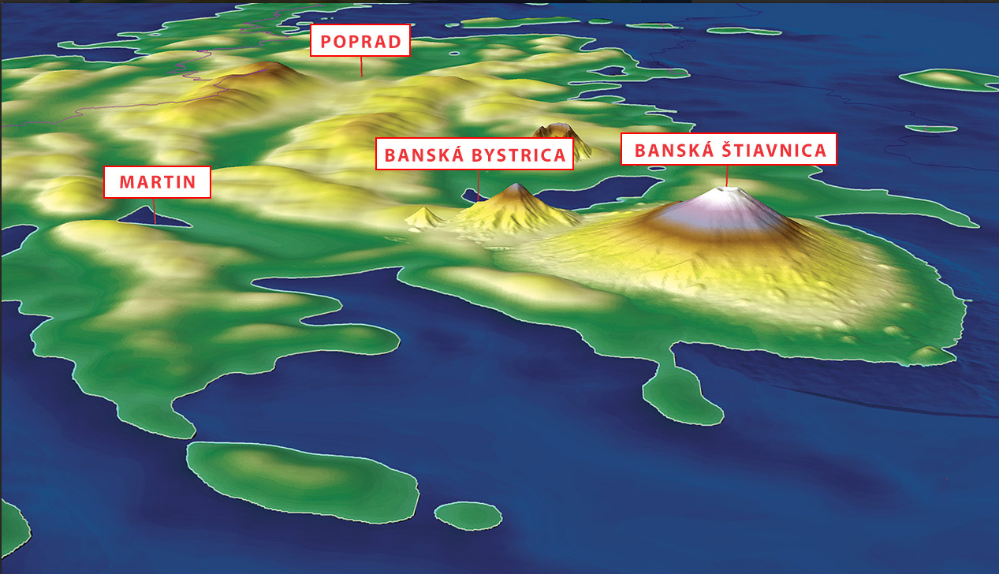 POPRAD
BANSKÁ BYSTRICA
BANSKÁ ŠTIAVNICA
MARTIN